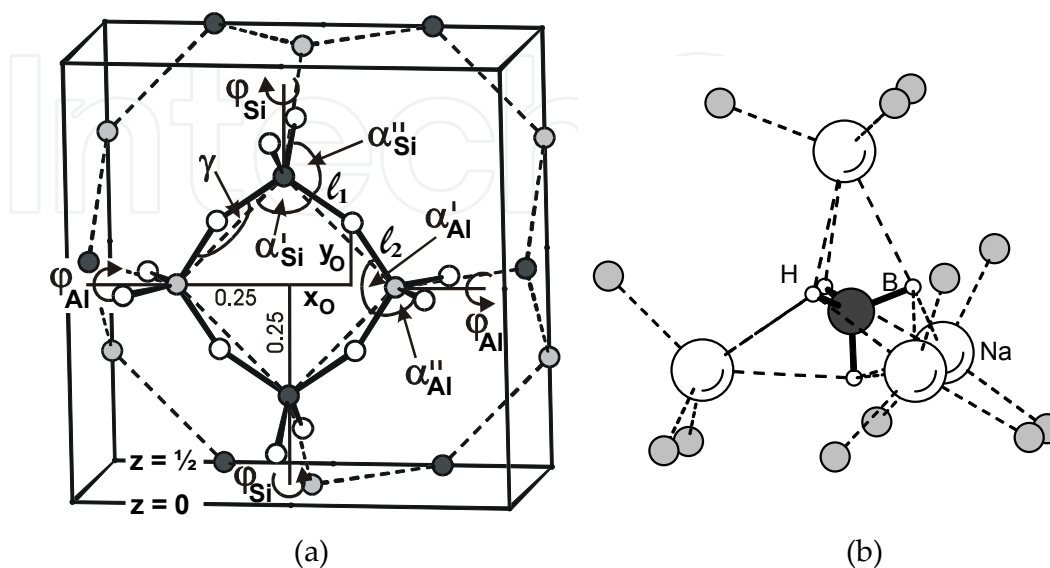 Intech
φSi
α"Si
γ
ℓ1
α'Si
α'Al
ℓ2
yO
φAl
0.25
xO
0.25
φAl
α"Al
z = ½
φSi
z = 0
H
B
Na
(a)
(b)